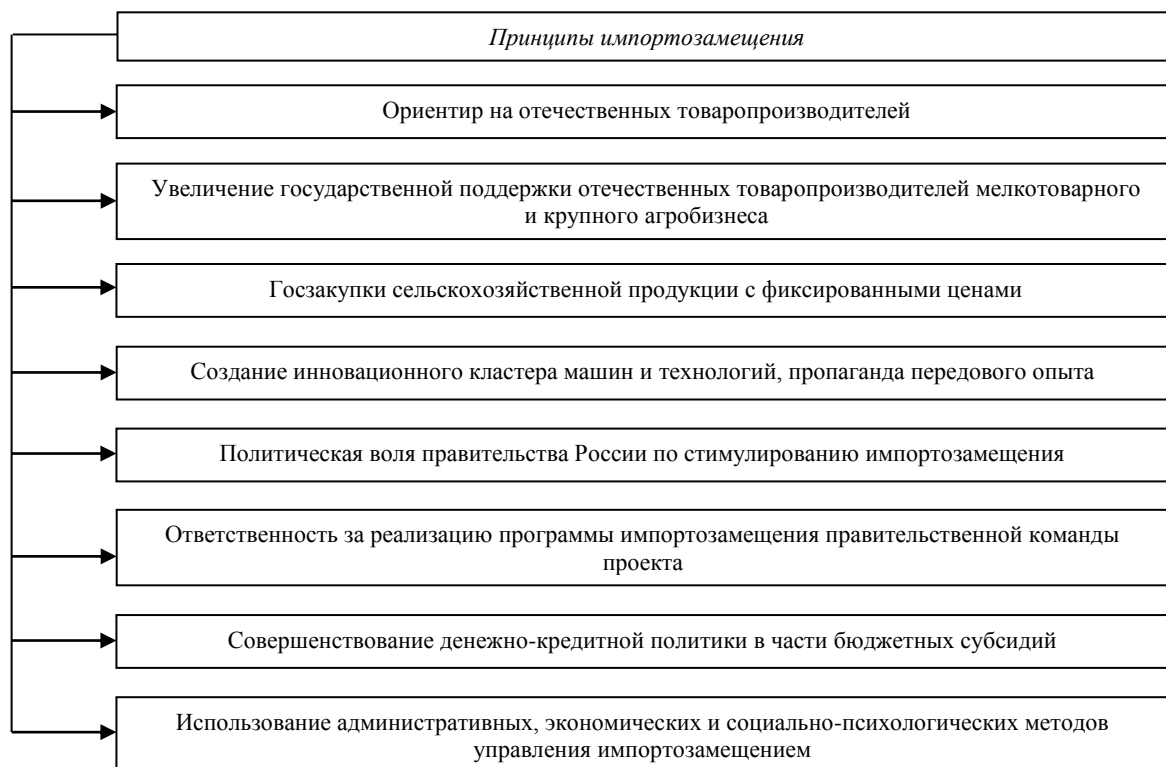 Принципы импортозамещения
Ориентир на отечественных товаропроизводителей
Увеличение государственной поддержки отечественных товаропроизводителей мелкотоварного
и крупного агробизнеса
Госзакупки сельскохозяйственной продукции с фиксированными ценами
Создание инновационного кластера машин и технологий, пропаганда передового опыта
Политическая воля правительства России по стимулированию импортозамещения
Ответственность за реализацию программы импортозамещения правительственной команды
проекта
Совершенствование денежно-кредитной политики в части бюджетных субсидий
Использование административных, экономических и социально-психологических методов
управления импортозамещением